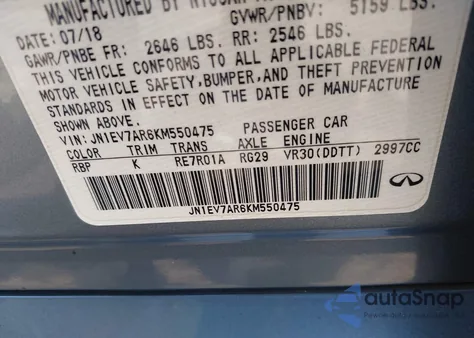 MANUFACTURED BY
GVWR/PNBV: 5159 LBS.
DATE: 07/18
GAWR/PNBE FR: 2646 LBS. RR: 2546 LBS.
THIS VEHICLE CONFORMS TO ALL APPLICABLE FEDERAL
MOTOR VEHICLE SAFETY, BUMPER, AND THEFT PREVENTION
STANDARDS IN EFFECT ON THE DATE OF MANUFACTURE
SHOWN ABOVE.
VIN: JN1EV7AR6KM550475 PASSENGER CAR
COLOR TRIM TRANS AXLE ENGINE
RBP K RE7R01A RG29 VR30(DDTT) 2997CC
JN1EV7AR6KM550475
INFINITI
autoSnap